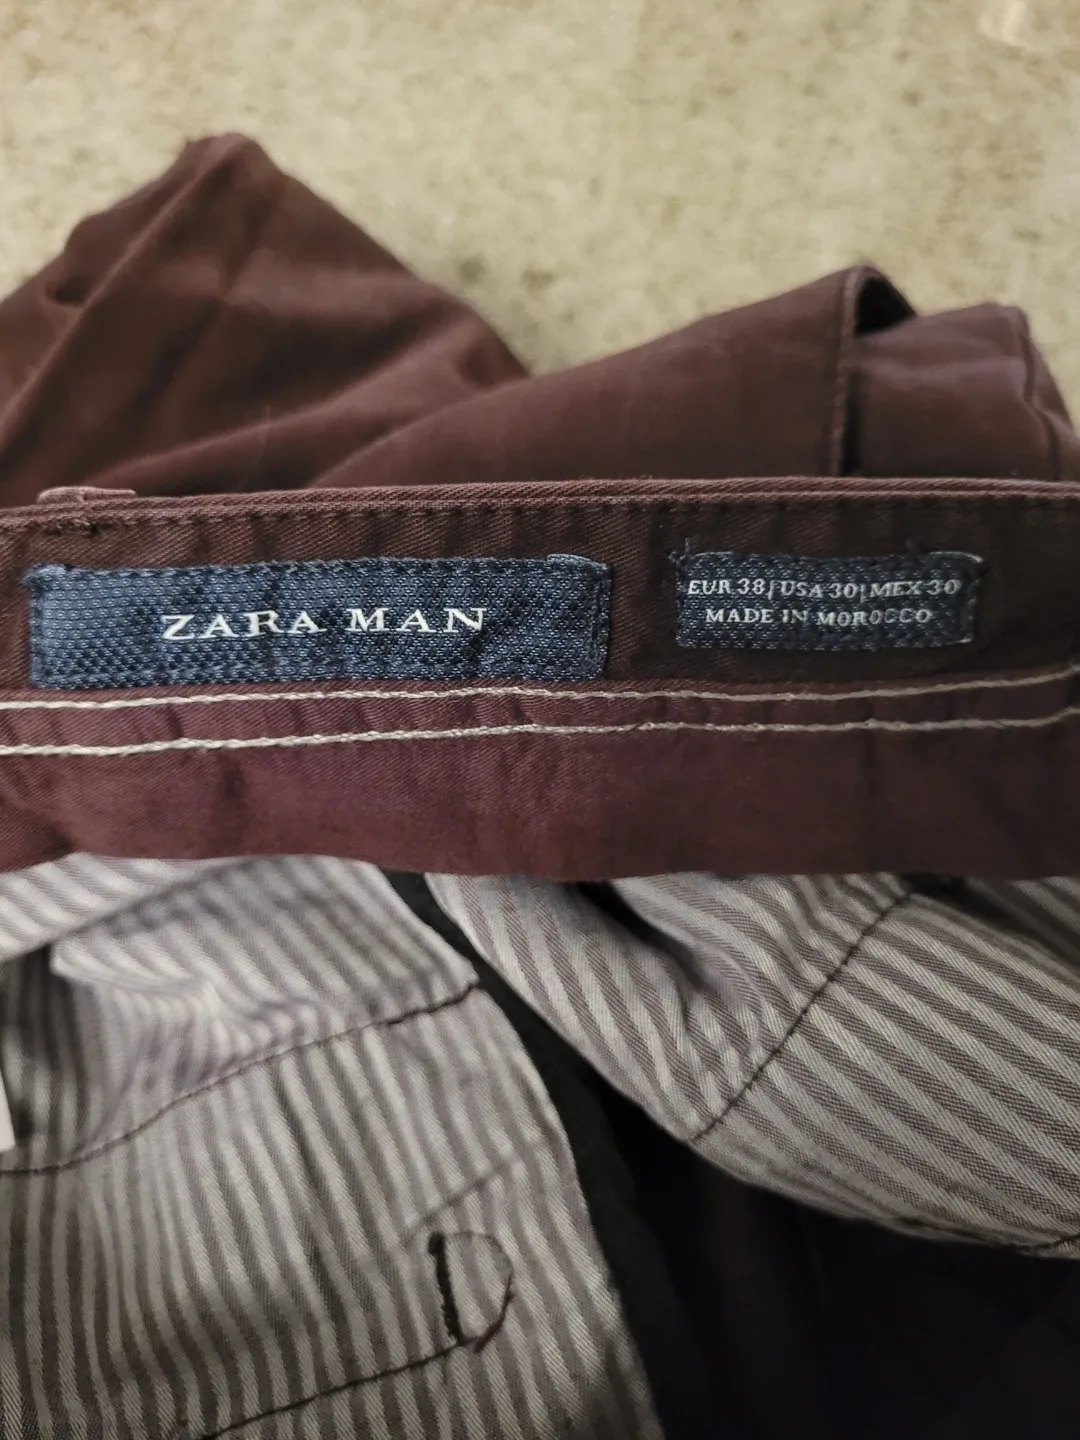 ZARA MAN
EUR 38/USA 30|MEX 30
MADE IN MOROCCO